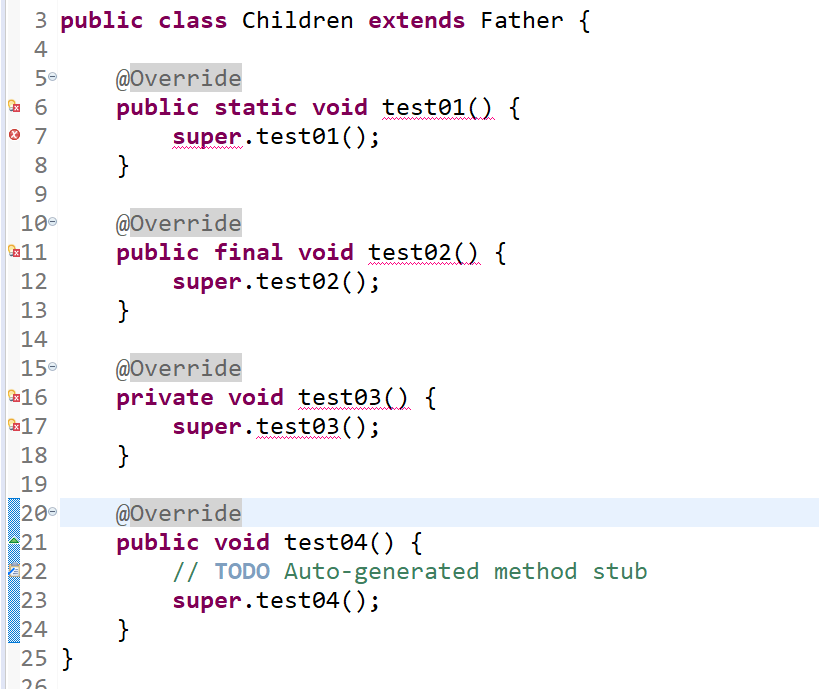 3 public class Children extends Father {
4
5 @Override
6 public static void test01() {
7 super.test01();
8 }
9
10 @Override
11 public final void test02() {
12 super.test02();
13 }
14
15 @Override
16 private void test03() {
17 super.test03();
18 }
19
20 @Override
21 public void test04() {
22 // TODO Auto-generated method stub
23 super.test04();
24 }
25 }
26